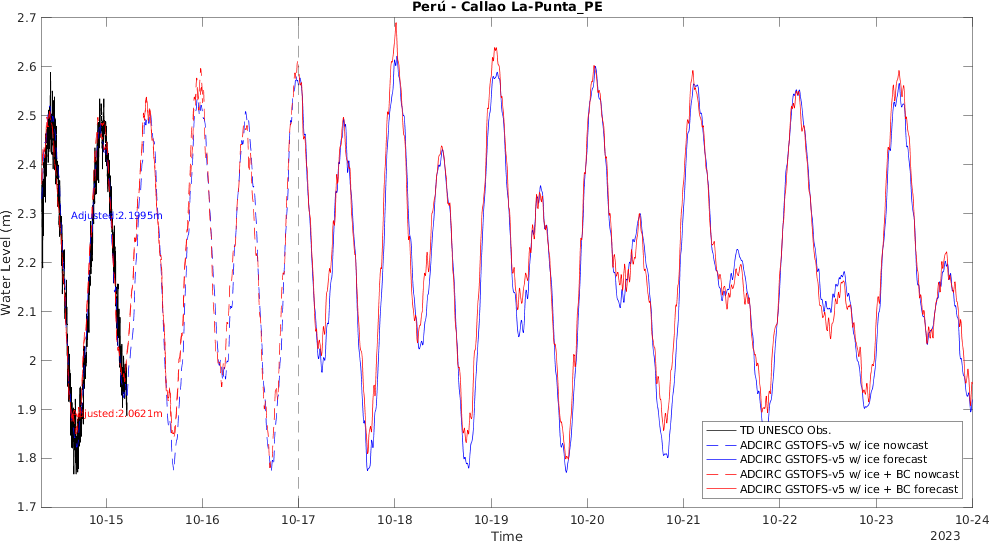 Perú - Callao La-Punta_PE
2.7
2.6
2.5
2.4
2.3
2.2
2.1
2
1.9
1.8
1.7
Water Level (m)
Adjusted:2.1995m
Adjusted:2.0621m
TD UNESCO Obs.
ADCIRC GSTOFS-v5 w/ ice nowcast
ADCIRC GSTOFS-v5 w/ ice forecast
ADCIRC GSTOFS-v5 w/ ice + BC nowcast
ADCIRC GSTOFS-v5 w/ ice + BC forecast
10-15 10-16 10-17 10-18 10-19 10-20 10-21 10-22 10-23 10-24
Time
2023